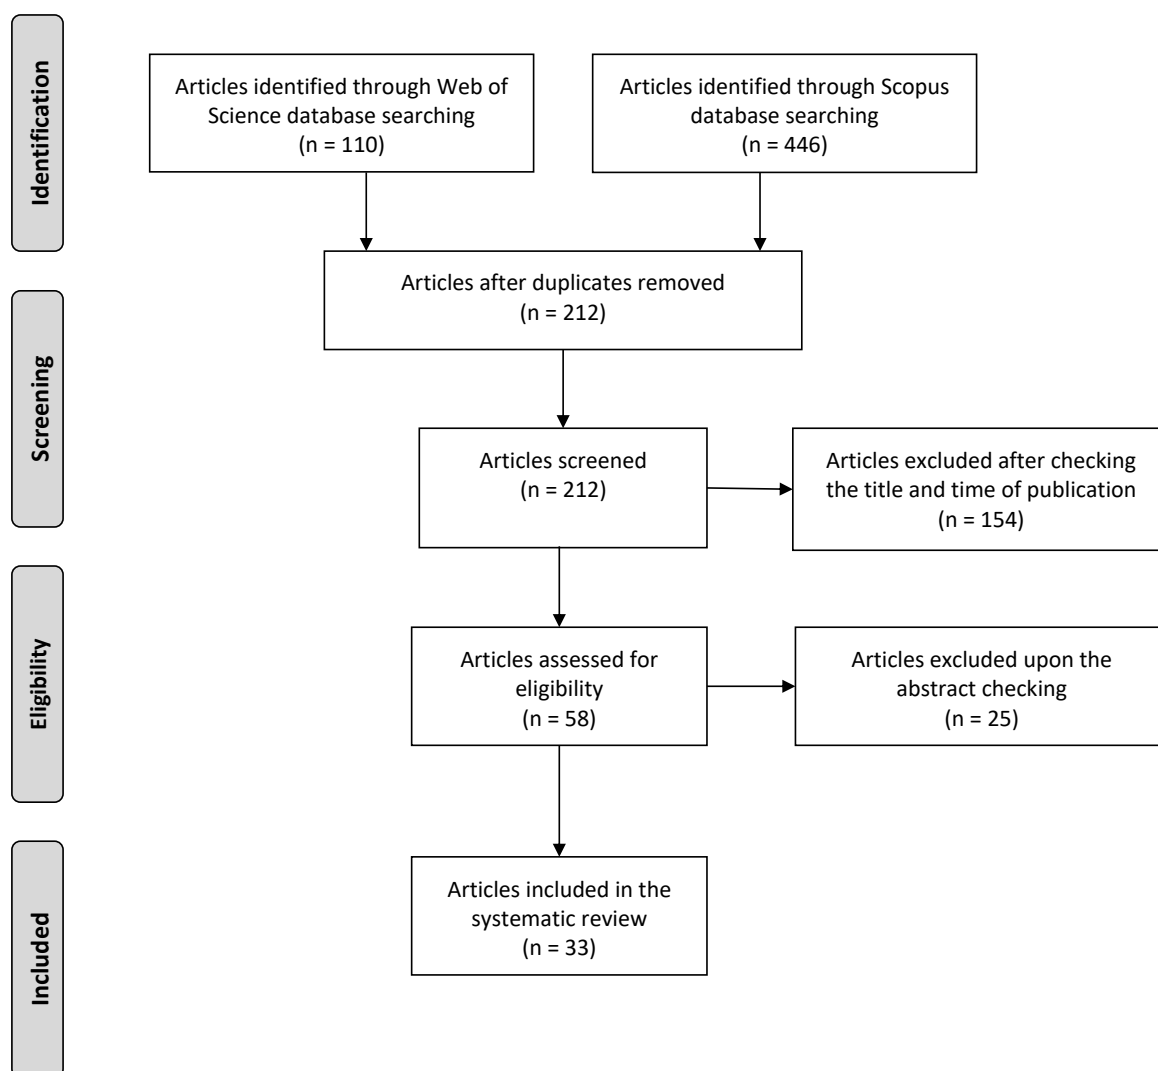 Identification
Articles identified through Web of
Science database searching
(n = 110)
Articles identified through Scopus
database searching
(n = 446)
Articles after duplicates removed
(n = 212)
Screening
Articles screened
(n = 212)
Articles excluded after checking
the title and time of publication
(n = 154)
Eligibility
Articles assessed for
eligibility
(n = 58)
Articles excluded upon the
abstract checking
(n = 25)
Included
Articles included in the
systematic review
(n = 33)